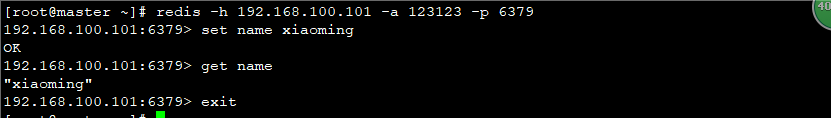 [root@master ~]# redis -h 192.168.100.101 -a 123123 -p 6379
192.168.100.101:6379> set name xiaoming
OK
192.168.100.101:6379> get name
"xiaoming"
192.168.100.101:6379> exit
[root@master ~]#
40